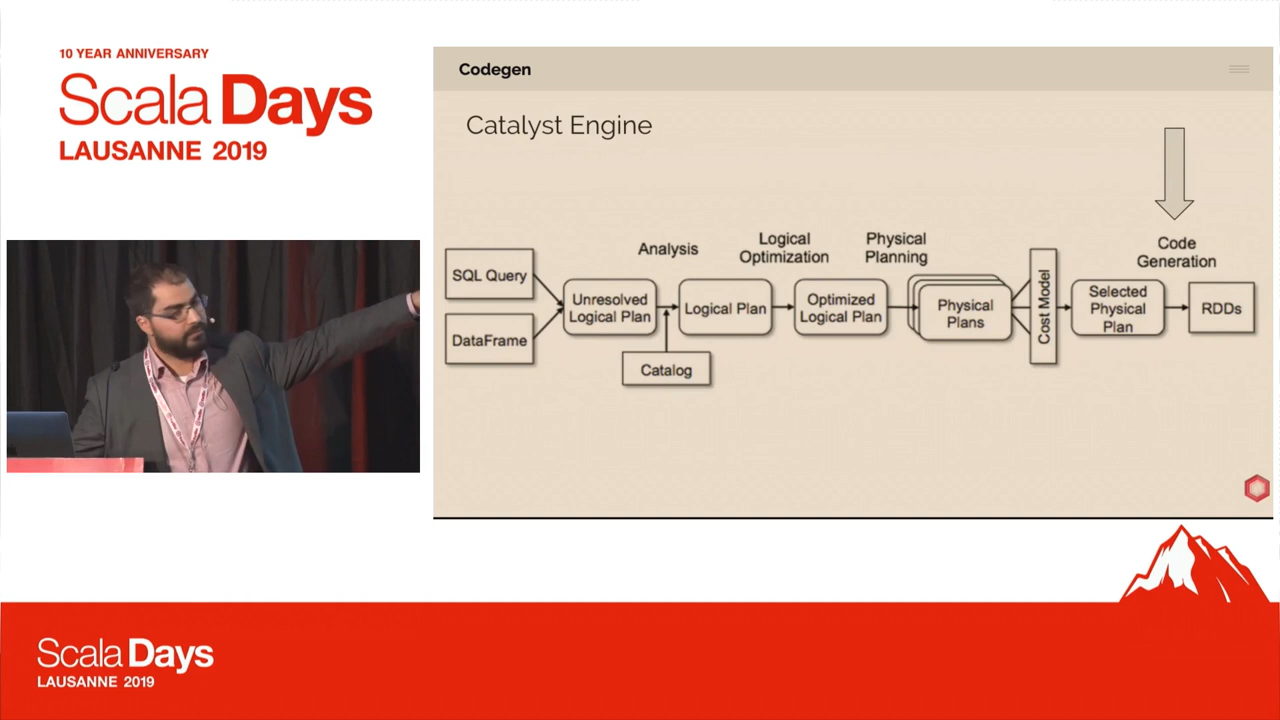 10 YEAR ANNIVERSARY
Scala Days
LAUSANNE 2019
Codegen
Catalyst Engine
SQL Query
DataFrame
Unresolved
Logical Plan
Analysis
Catalog
Logical Plan
Logical
Optimization
Optimized
Logical Plan
Physical
Planning
Physical
Plans
Cost Model
Selected
Physical
Plan
Code
Generation
RDDs
Scala Days
LAUSANNE 2019